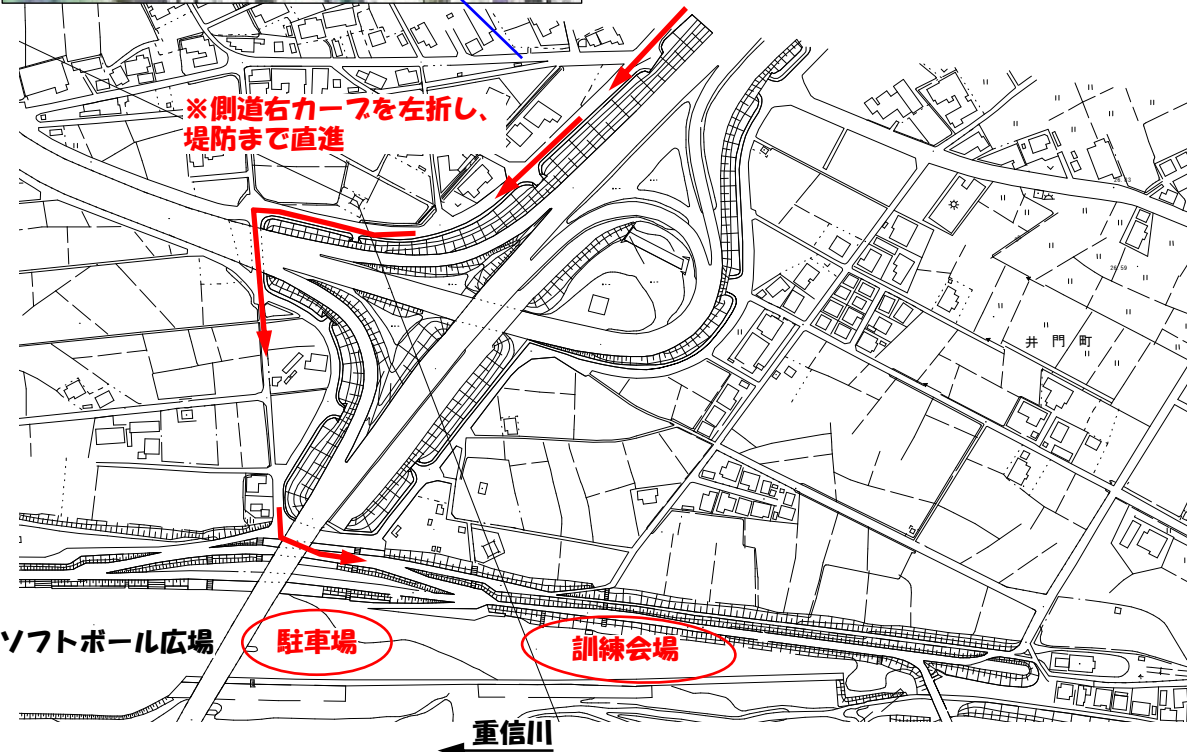 ※側道右カーブを左折し、
堤防まで直進
井門町
ソフトボール広場
駐車場
訓練会場
重信川